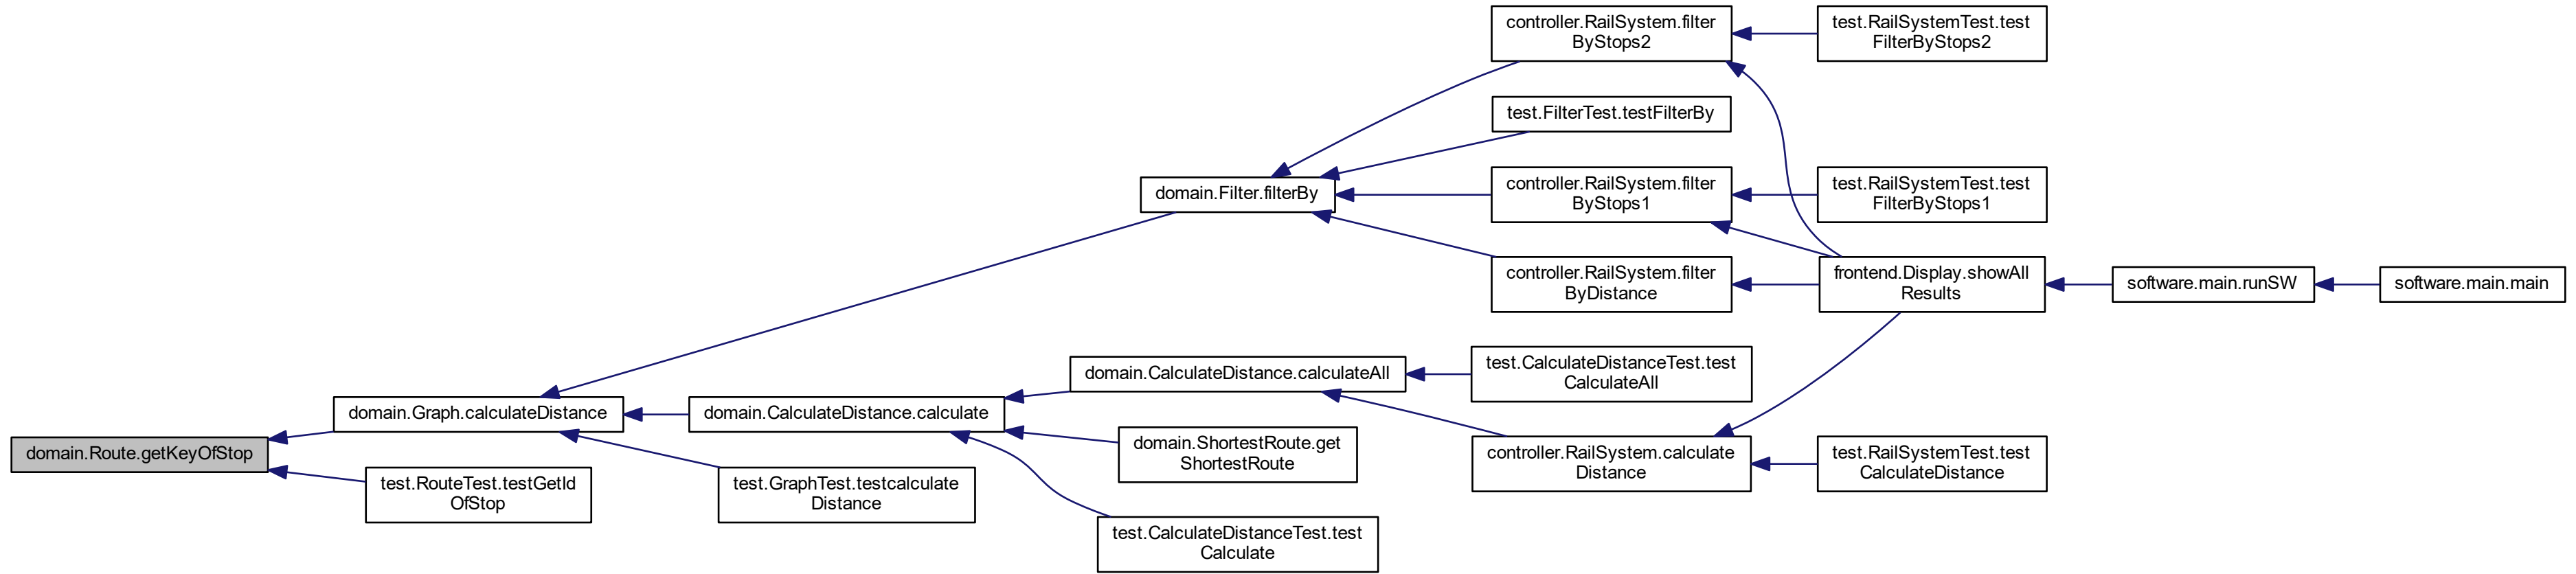 controller.RailSystem.filter
ByStops2
test.RailSystemTest.test
FilterByStops2
test.FilterTest.testFilterBy
domain.Filter.filterBy
controller.RailSystem.filter
ByStops1
test.RailSystemTest.test
FilterByStops1
controller.RailSystem.filter
ByDistance
frontend.Display.showAll
Results
software.main.runSW
software.main.main
domain.CalculateDistance.calculateAll
test.CalculateDistanceTest.test
CalculateAll
domain.Graph.calculateDistance
domain.CalculateDistance.calculate
domain.Route.getKeyOfStop
domain.ShortestRoute.get
ShortestRoute
controller.RailSystem.calculate
Distance
test.RailSystemTest.test
CalculateDistance
test.RouteTest.testGetId
OfStop
test.GraphTest.testcalculate
Distance
test.CalculateDistanceTest.test
Calculate